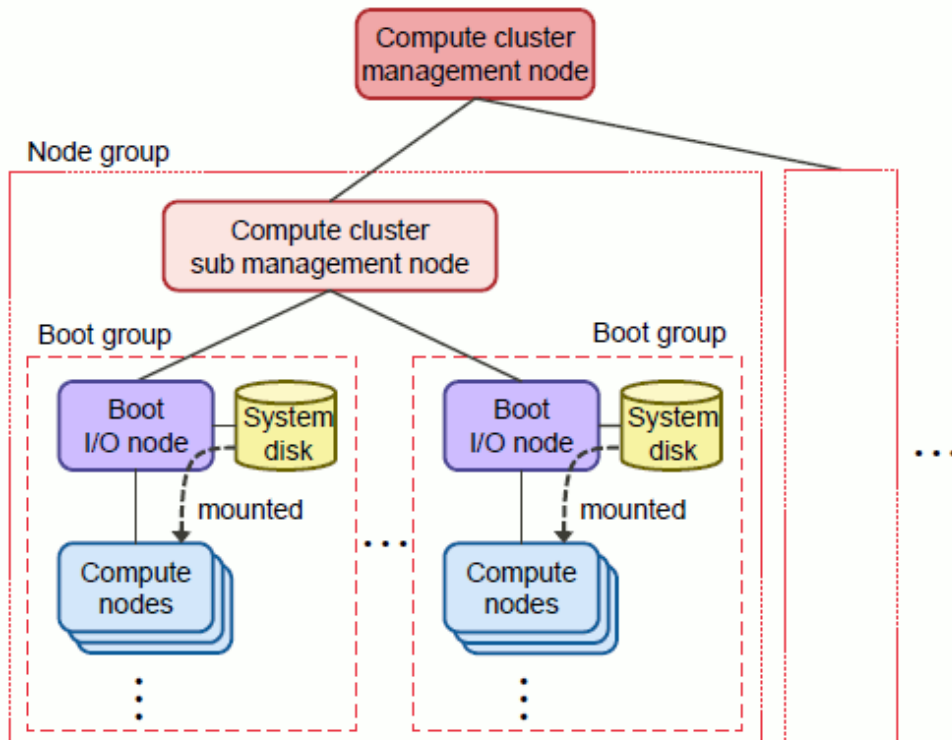 Compute cluster
management node
Node group
Compute cluster
sub management node
Boot group
Boot group
Boot
I/O node
System
disk
Boot
I/O node
System
disk
mounted
mounted
Compute
nodes
Compute
nodes